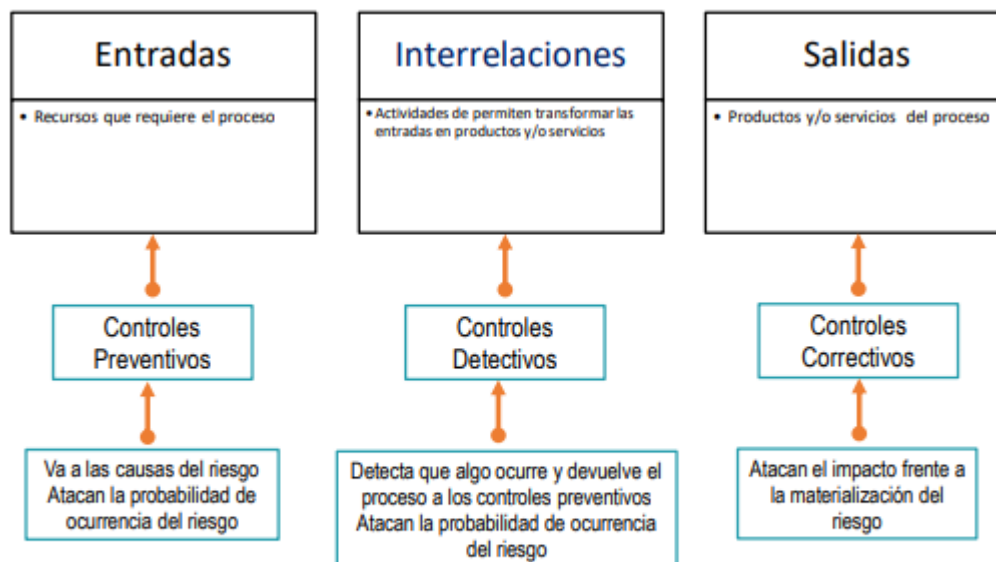 Entradas
• Recursos que requiere el proceso
Interrelaciones
• Actividades de permiten transformar las
entradas en productos y/o servicios
Salidas
• Productos y/o servicios del proceso
Controles
Preventivos
Controles
Detectivos
Controles
Correctivos
Va a las causas del riesgo
Atacan la probabilidad de
ocurrencia del riesgo
Detecta que algo ocurre y devuelve el
proceso a los controles preventivos
Atacan la probabilidad de ocurrencia
del riesgo
Atacan el impacto frente a
la materialización del
riesgo